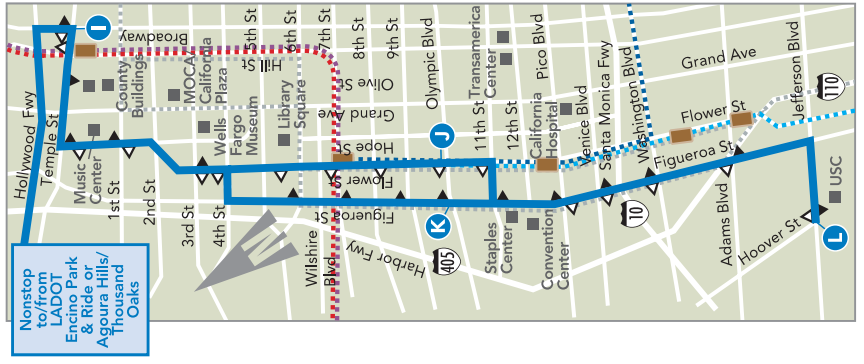 Hollywood Fwy
Temple St
I
Broadway
County
Buildings
MOCA/
California
Plaza
5th St
6th St
7th St
8th St
9th St
Olympic Blvd
Transamerica
Center
Pico Blvd
Hill
St
Olive St
Grand Ave
Hope St
Flower St
Figueroa St
Music
Center
1st St
2nd St
3rd St
4th St
Wells
Fargo
Museum
Library
Square
J
11th St
12th St
California
Hospital
Venice Blvd
Santa Monica Fwy
Washington Blvd
Grand Ave
Flower St
Figueroa St
Jefferson Blvd
110
K
Staples
Center
Convention
Center
10
Adams Blvd
Hoover St
USC
L
Wilshire
Blvd
Harbor Fwy
405
N
Nonstop
to/from
LADOT
Encino Park
& Ride or
Agoura Hills/
Thousand
Oaks